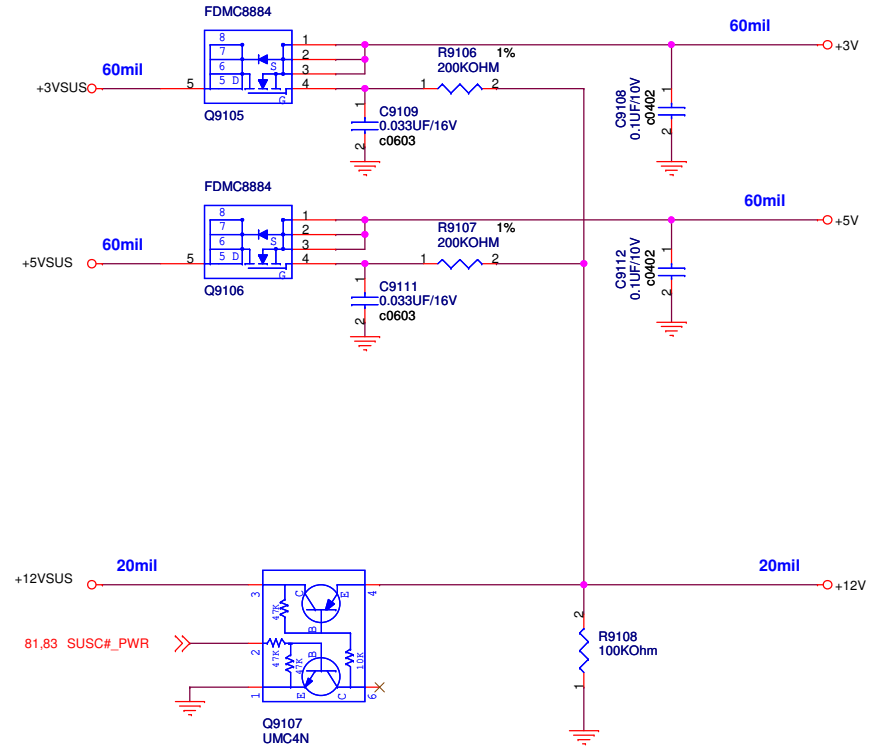 FDMC8884
60mil
8
1
R9106 1%
+3V
7
2
200KOHM
60mil
6
S
3
+3VSUS
5
5 D
4
1
2
G
Q9105
1
C9109
0.033UF/16V
c0603
2
1
C9108
0.1UF/10V
c0402
2
FDMC8884
60mil
8
1
R9107 1%
+5V
7
2
200KOHM
60mil
6
S
3
+5VSUS
5
5 D
4
1
2
G
Q9106
1
C9111
0.033UF/16V
c0603
2
1
C9112
0.1UF/10V
c0402
2
20mil
20mil
+12VSUS
3
C
E
4
+12V
47K
B
2
R9108
100KOhm
1
81,83 SUSC#_PWR
2
47K
47K
B
10K
1
E
C
6
Q9107
UMC4N